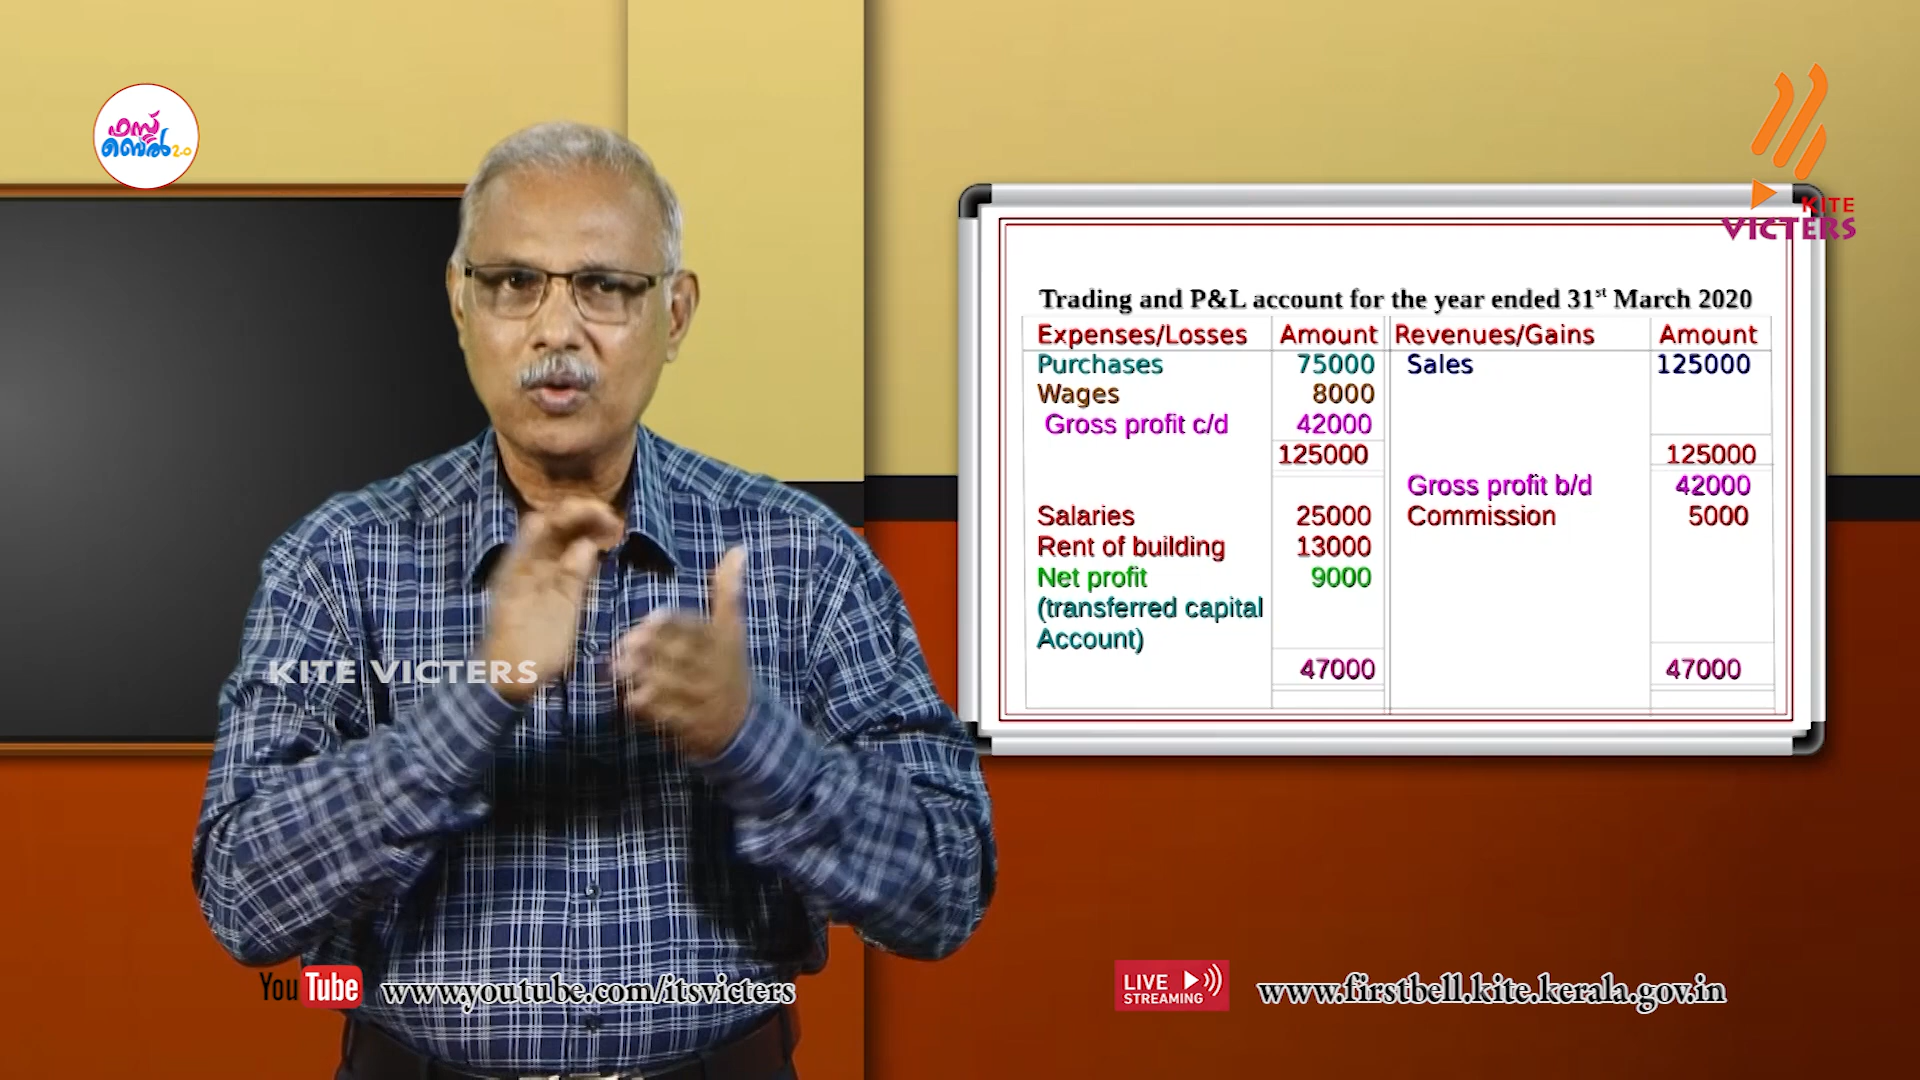 ഫസ്റ്റ്
ബെൽ 2.0
KITE
VICTERS
Trading and P&L account for the year ended 31st March 2020
Expenses/Losses Amount Revenues/Gains Amount
Purchases 75000 Sales 125000
Wages 8000
Gross profit c/d 42000
125000 125000
Gross profit b/d 42000
Salaries 25000 Commission 5000
Rent of building 13000
Net profit 9000
(transferred capital
Account)
47000 47000
KITE VICTERS
YouTube www.youtube.com/itsvicters
LIVE STREAMING www.firstbell.kite.kerala.gov.in